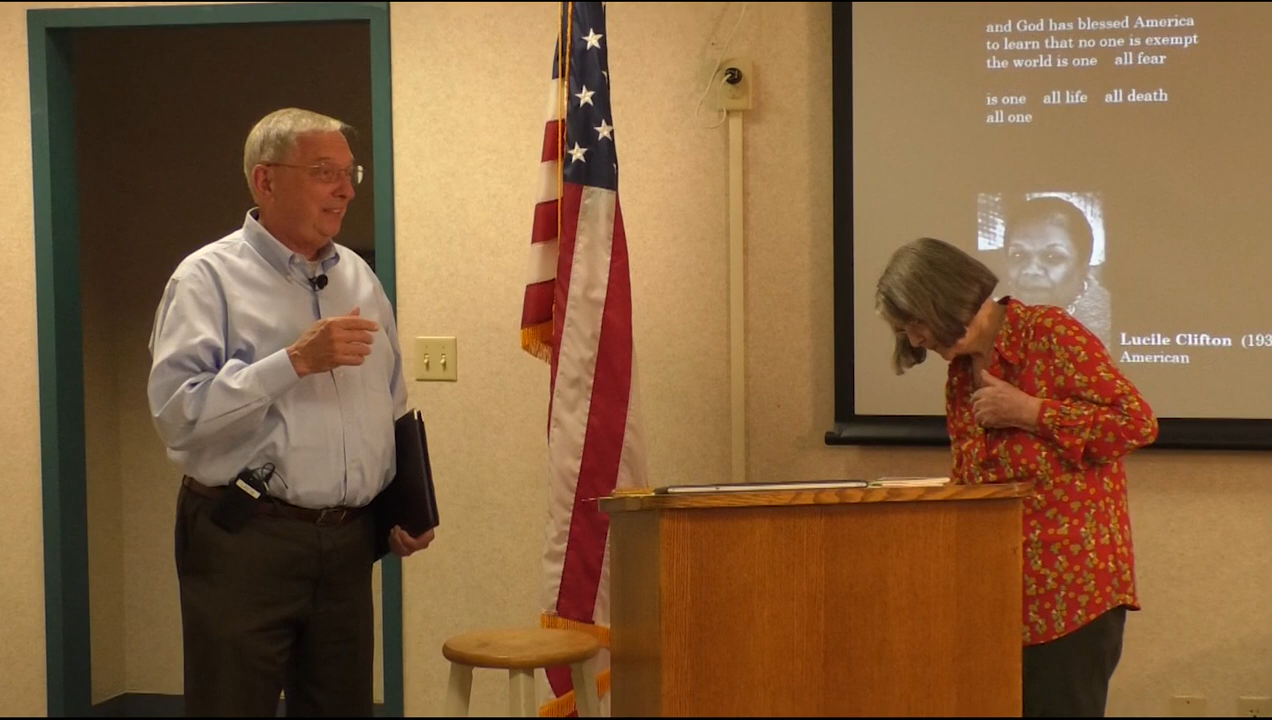 and God has blessed America
to learn that no one is exempt
the world is one all fear
is one all life all death
all one
Lucile Clifton (193
American